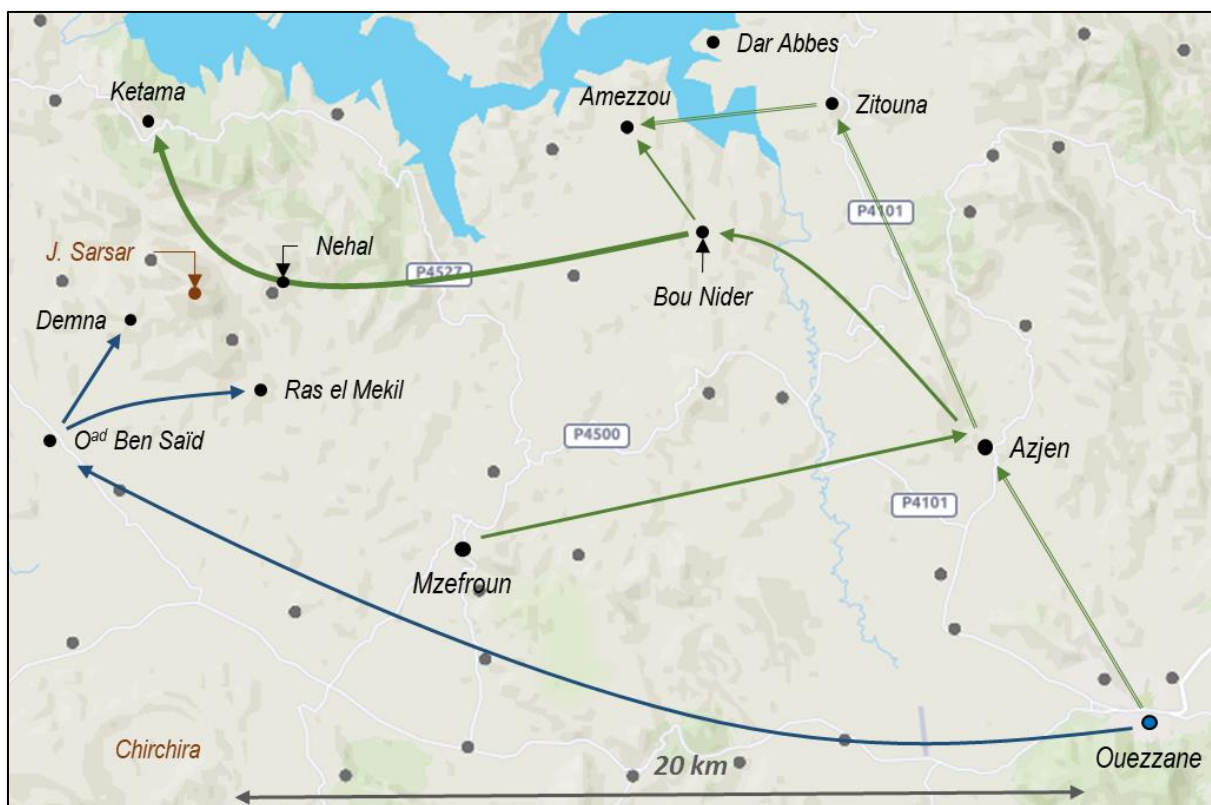 Dar Abbes
Ketama
Amezzou
Zitouna
P4101
J. Sarsar
Nehal
P4527
Bou Nider
Demna
Ras el Mekil
Oᵃᵈ Ben Saïd
P4500
Azjen
P4101
Mzefroun
Chirchira
20 km
Ouezzane